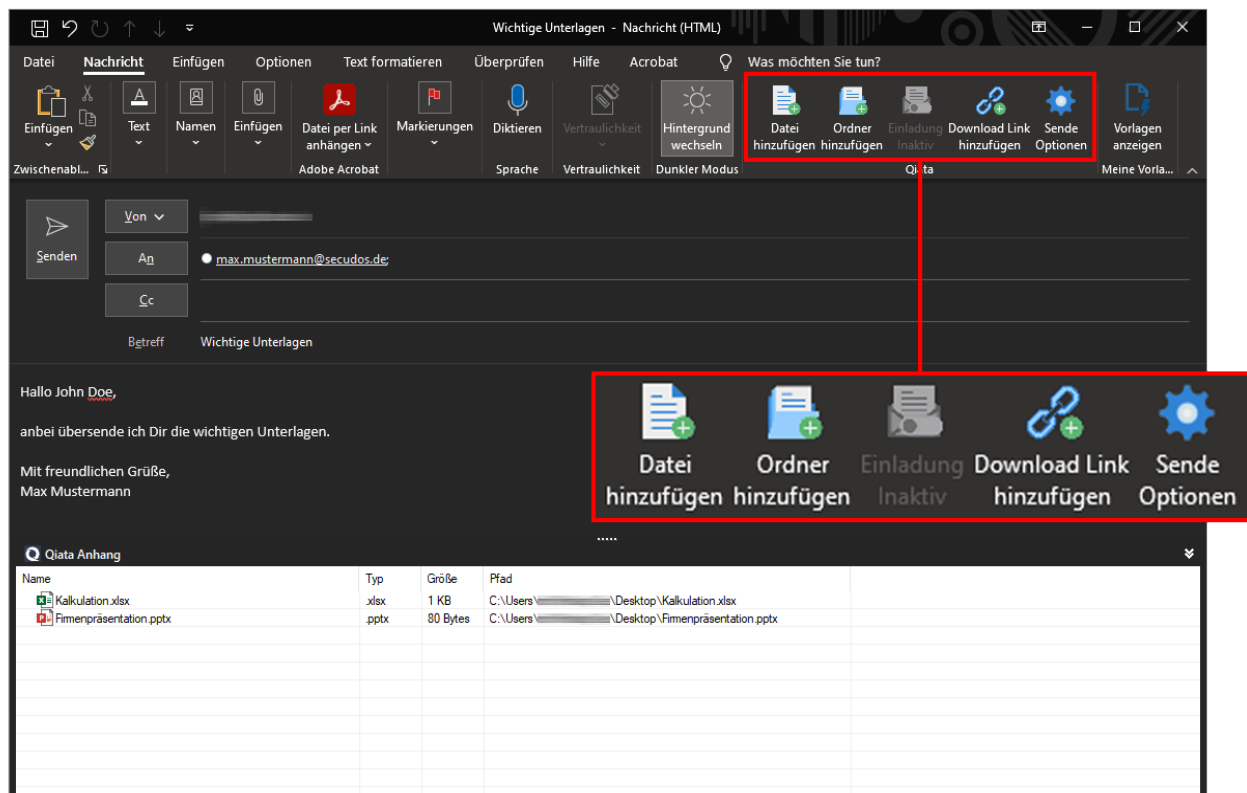 Wichtige Unterlagen - Nachricht (HTML)
Datei Nachricht Einfügen Optionen Text formatieren Überprüfen Hilfe Acrobat Was möchten Sie tun?
Einfügen Text Namen Einfügen Datei per Link anhängen Markierungen Diktieren Vertraulichkeit Hintergrund wechseln Datei hinzufügen Ordner hinzufügen Einladung Inaktiv Download Link hinzufügen Sende Optionen Vorlagen anzeigen
Zwischenabl... Adobe Acrobat Sprache Vertraulichkeit Dunkler Modus Qiata Meine Vorla...
Senden
Von
An max.mustermann@secudos.de;
Cc
Betreff Wichtige Unterlagen
Hallo John Doe,
anbei übersende ich Dir die wichtigen Unterlagen.
Mit freundlichen Grüße,
Max Mustermann
Datei Ordner Einladung Download Link Sende
hinzufügen hinzufügen Inaktiv hinzufügen Optionen
Qiata Anhang
Name Typ Größe Pfad
Kalkulation.xlsx .xlsx 1 KB C:\Users\ \Desktop\Kalkulation.xlsx
Firmenpräsentation.pptx .pptx 80 Bytes C:\Users\ \Desktop\Firmenpräsentation.pptx